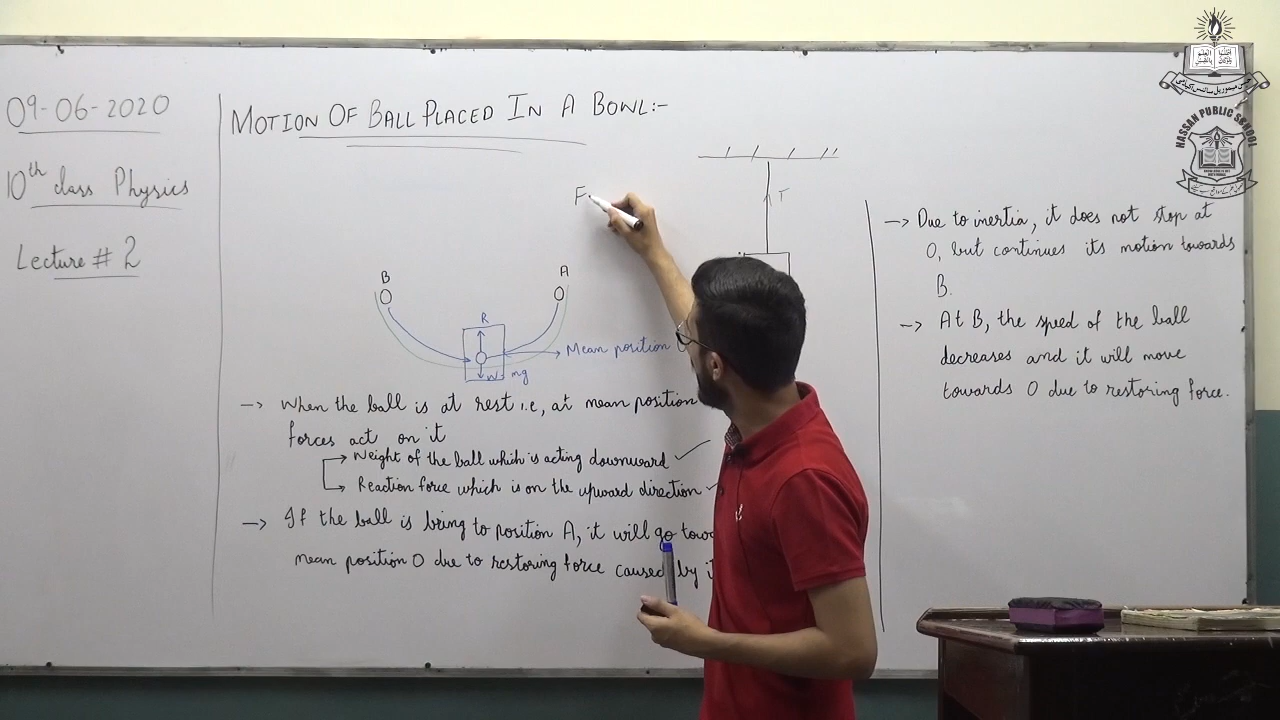 09-06-2020
10th class Physics
Lecture # 2
MOTION OF BALL PLACED IN A BOWL:-
F
T
B
A
R
Mean position
W= mg
→ When the ball is at rest i.e, at mean position
forces act on it
→ Weight of the ball which is acting downward
→ Reaction force which is on the upward direction
→ If the ball is bring to position A, it will go
mean position O due to restoring force caused by
→ Due to inertia, it does not stop at
O, but continues its motion towards
B.
→ At B, the speed of the ball
decreases and it will move
towards O due to restoring force.
HASSAN PUBLIC SCHOOL